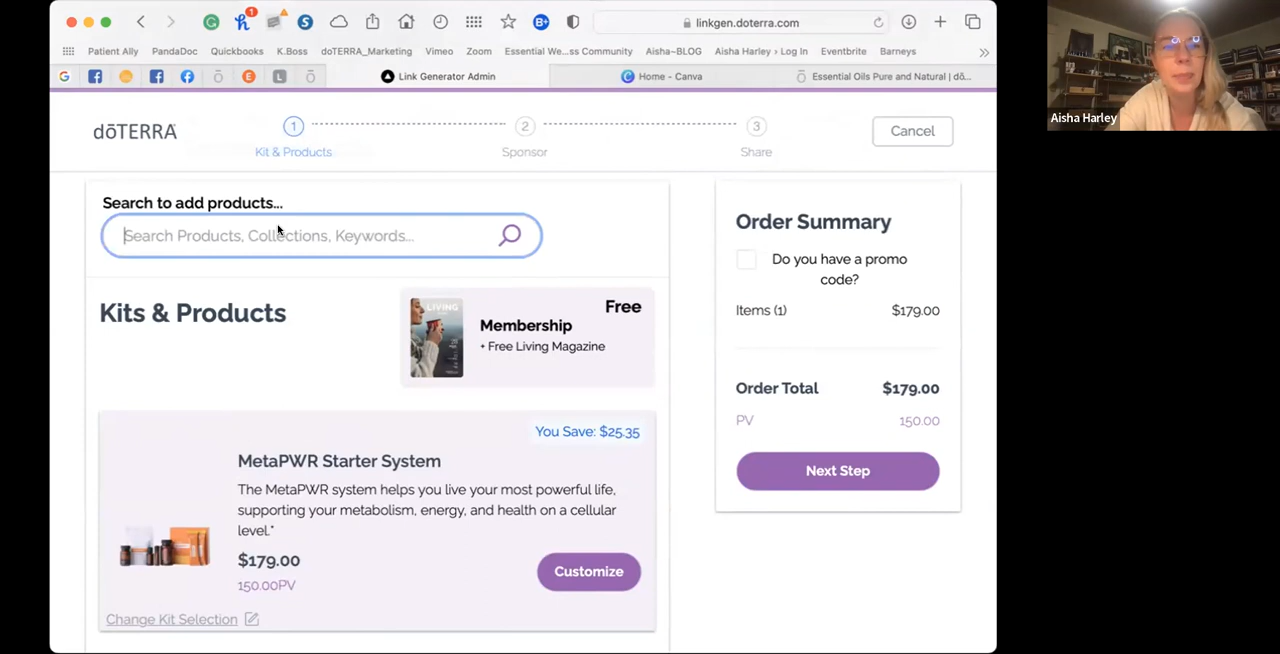 1
linkgen.doterra.com
Patient Ally
PandaDoc
Quickbooks
K.Boss
doTERRA_Marketing
Vimeo
Zoom
Essential We...ss Community
Aisha~BLOG
Aisha Harley > Log In
Eventbrite
Barneys
Link Generator Admin
Home - Canva
Essential Oils Pure and Natural | dō...
Aisha Harley
dōTERRA
1
2
3
Kit & Products
Sponsor
Share
Cancel
Search to add products...
Search Products, Collections, Keywords...
Kits & Products
LIVING
Free
Membership
+ Free Living Magazine
You Save: $25.35
MetaPWR Starter System
The MetaPWR system helps you live your most powerful life,
supporting your metabolism, energy, and health on a cellular
level.*
$179.00
150.00PV
Customize
Change Kit Selection
Order Summary
Do you have a promo
code?
Items (1) $179.00
Order Total $179.00
PV 150.00
Next Step